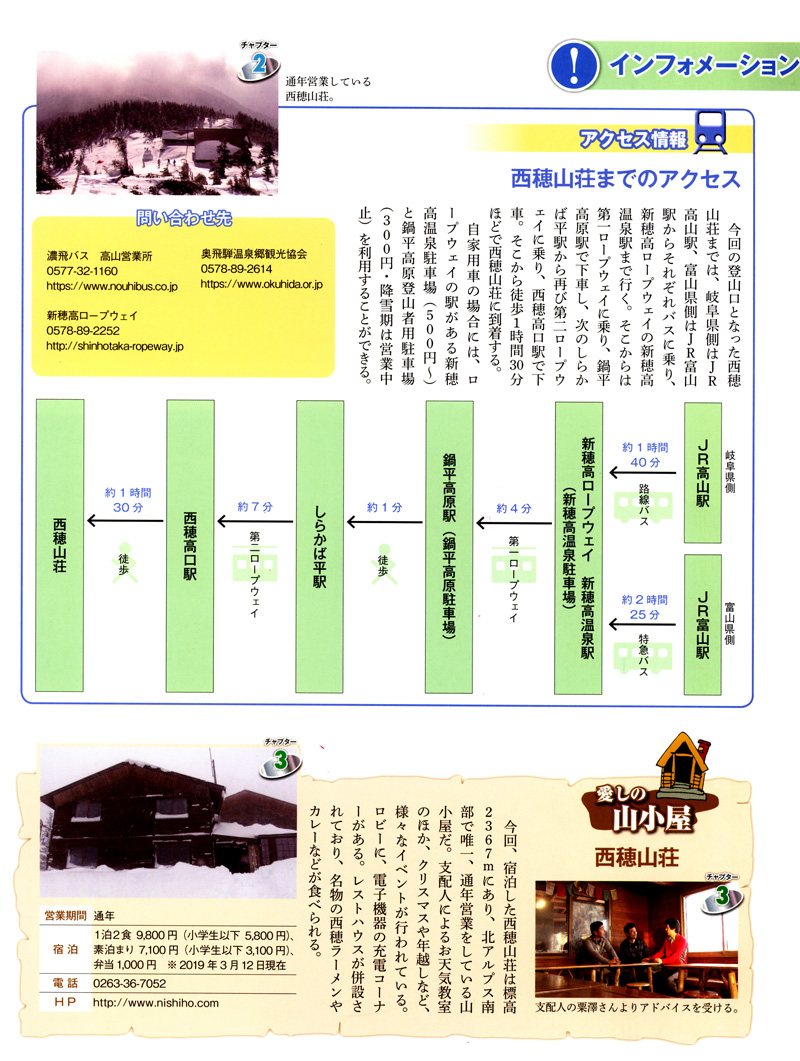 インフォメーション
チャプター
2
通年営業している
西穂山荘。
アクセス情報
西穂山荘までのアクセス
今回の登山口となった西穂
山荘までは、岐阜県側はＪＲ
高山駅、富山県側はＪＲ富山
駅からそれぞれバスに乗り、
新穂高ロープウェイの新穂高
温泉駅まで行く。そこからは
第一ロープウェイに乗り、鍋平
高原駅で下車し、次のしらか
ば平駅から再び第二ロープウ
ェイに乗り、西穂高口駅で下
車。そこから徒歩１時間30分
ほどで西穂山荘に到着する。
自家用車の場合には、ロ
ープウェイの駅がある新穂
高温泉駐車場（５００円～）
と鍋平高原登山者用駐車場
（３００円・降雪期は営業中
止）を利用することができる。
問い合わせ先
濃飛バス　高山営業所
0577-32-1160
https://www.nouhibus.co.jp
新穂高ロープウェイ
0578-89-2252
http://shinhotaka-ropeway.jp
奥飛騨温泉郷観光協会
0578-89-2614
https://www.okuhida.or.jp
岐阜県側
ＪＲ高山駅
約１時間
40分
路線バス
富山県側
ＪＲ富山駅
約２時間
25分
特急バス
新穂高ロープウェイ　新穂高温泉駅
（新穂高温泉駐車場）
約４分
第一ロープウェイ
鍋平高原駅（鍋平高原駐車場）
約１分
徒歩
しらかば平駅
約７分
第二ロープウェイ
西穂高口駅
約１時間
30分
徒歩
西穂山荘
愛しの
山小屋
西穂山荘
チャプター
3
支配人の粟澤さんよりアドバイスを受ける。
今回、宿泊した西穂山荘は標高
２３６７ｍにあり、北アルプス南
部で唯一、通年営業をしている山
小屋だ。支配人によるお天気教室
のほか、クリスマスや年越しなど、
様々なイベントが行われている。
ロビーに、電子機器の充電コーナ
ーがある。レストハウスが併設さ
れており、名物の西穂ラーメンや
カレーなどが食べられる。
チャプター
3
営業期間 通年
宿泊 1泊2食 9,800円（小学生以下 5,800円）、
素泊まり 7,100円（小学生以下 3,100円）、
弁当 1,000円　※2019年3月12日現在
電話 0263-36-7052
ＨＰ http://www.nishiho.com